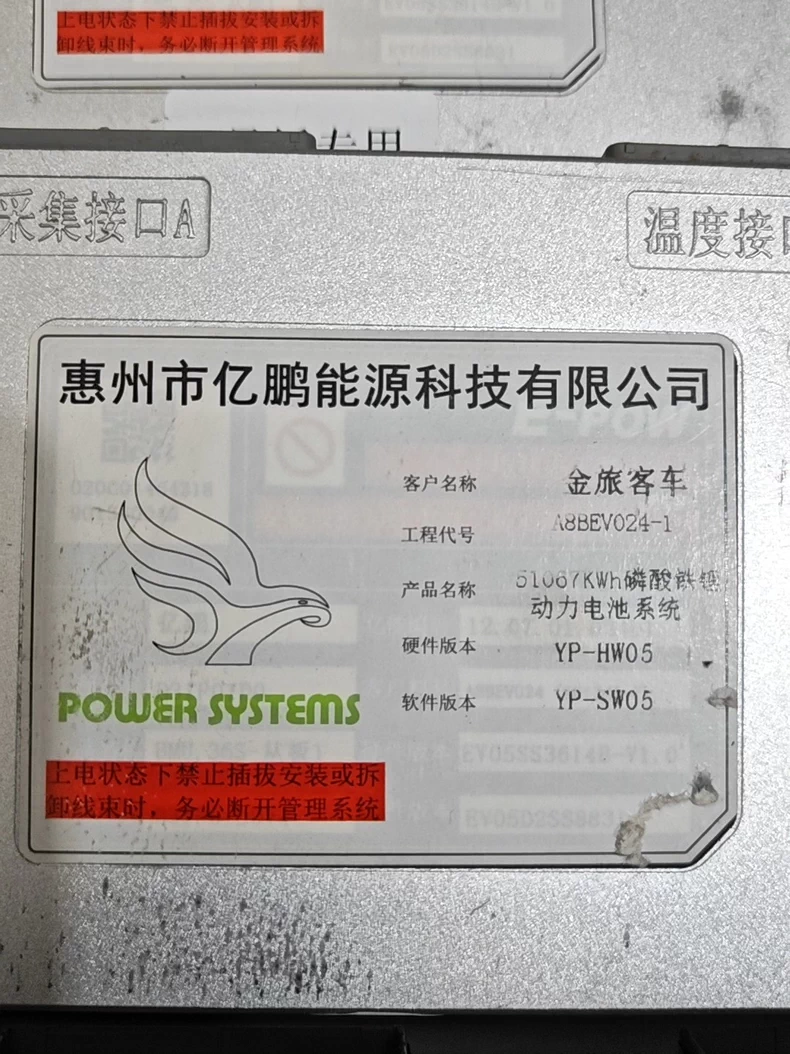 上电状态下禁止插拔安装或拆
卸线束时，务必断开管理系统
专用
采集接口A
温度接口
惠州市亿鹏能源科技有限公司
客户名称 金旅客车
工程代号 A8BEV024-1
产品名称 51067KWh磷酸铁锂
动力电池系统
硬件版本 YP-HW05
软件版本 YP-SW05
POWER SYSTEMS
上电状态下禁止插拔安装或拆
卸线束时，务必断开管理系统